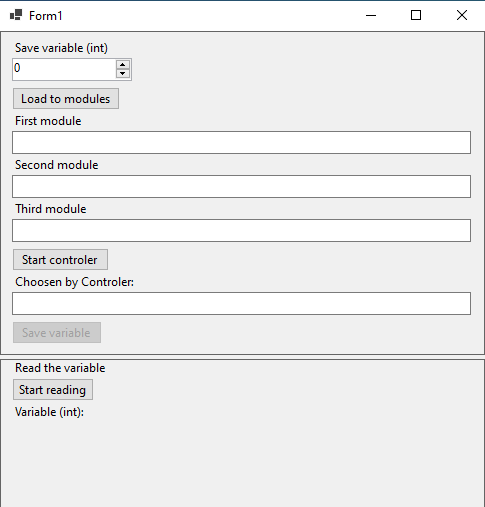 Form1
Save variable (int)
0
Load to modules
First module
Second module
Third module
Start controler
Choosen by Controler:
Save variable
Read the variable
Start reading
Variable (int):